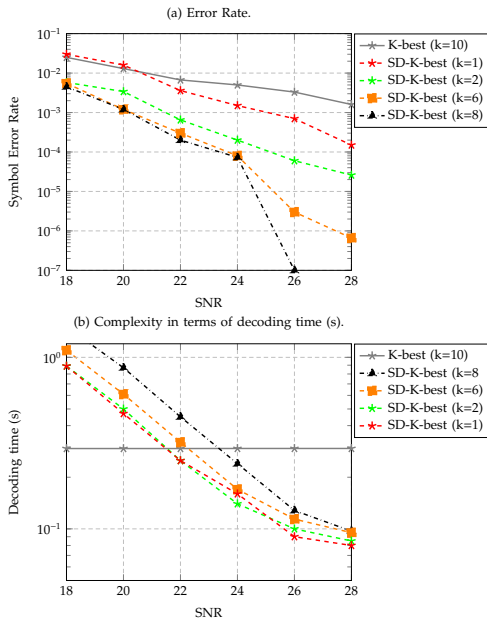 (a) Error Rate.
10^-1
10^-2
10^-3
10^-4
10^-5
10^-6
10^-7
Symbol Error Rate
18 20 22 24 26 28
SNR
K-best (k=10)
SD-K-best (k=1)
SD-K-best (k=2)
SD-K-best (k=6)
SD-K-best (k=8)
(b) Complexity in terms of decoding time (s).
10^0
10^-1
Decoding time (s)
18 20 22 24 26 28
SNR
K-best (k=10)
SD-K-best (k=8
SD-K-best (k=6)
SD-K-best (k=2)
SD-K-best (k=1)